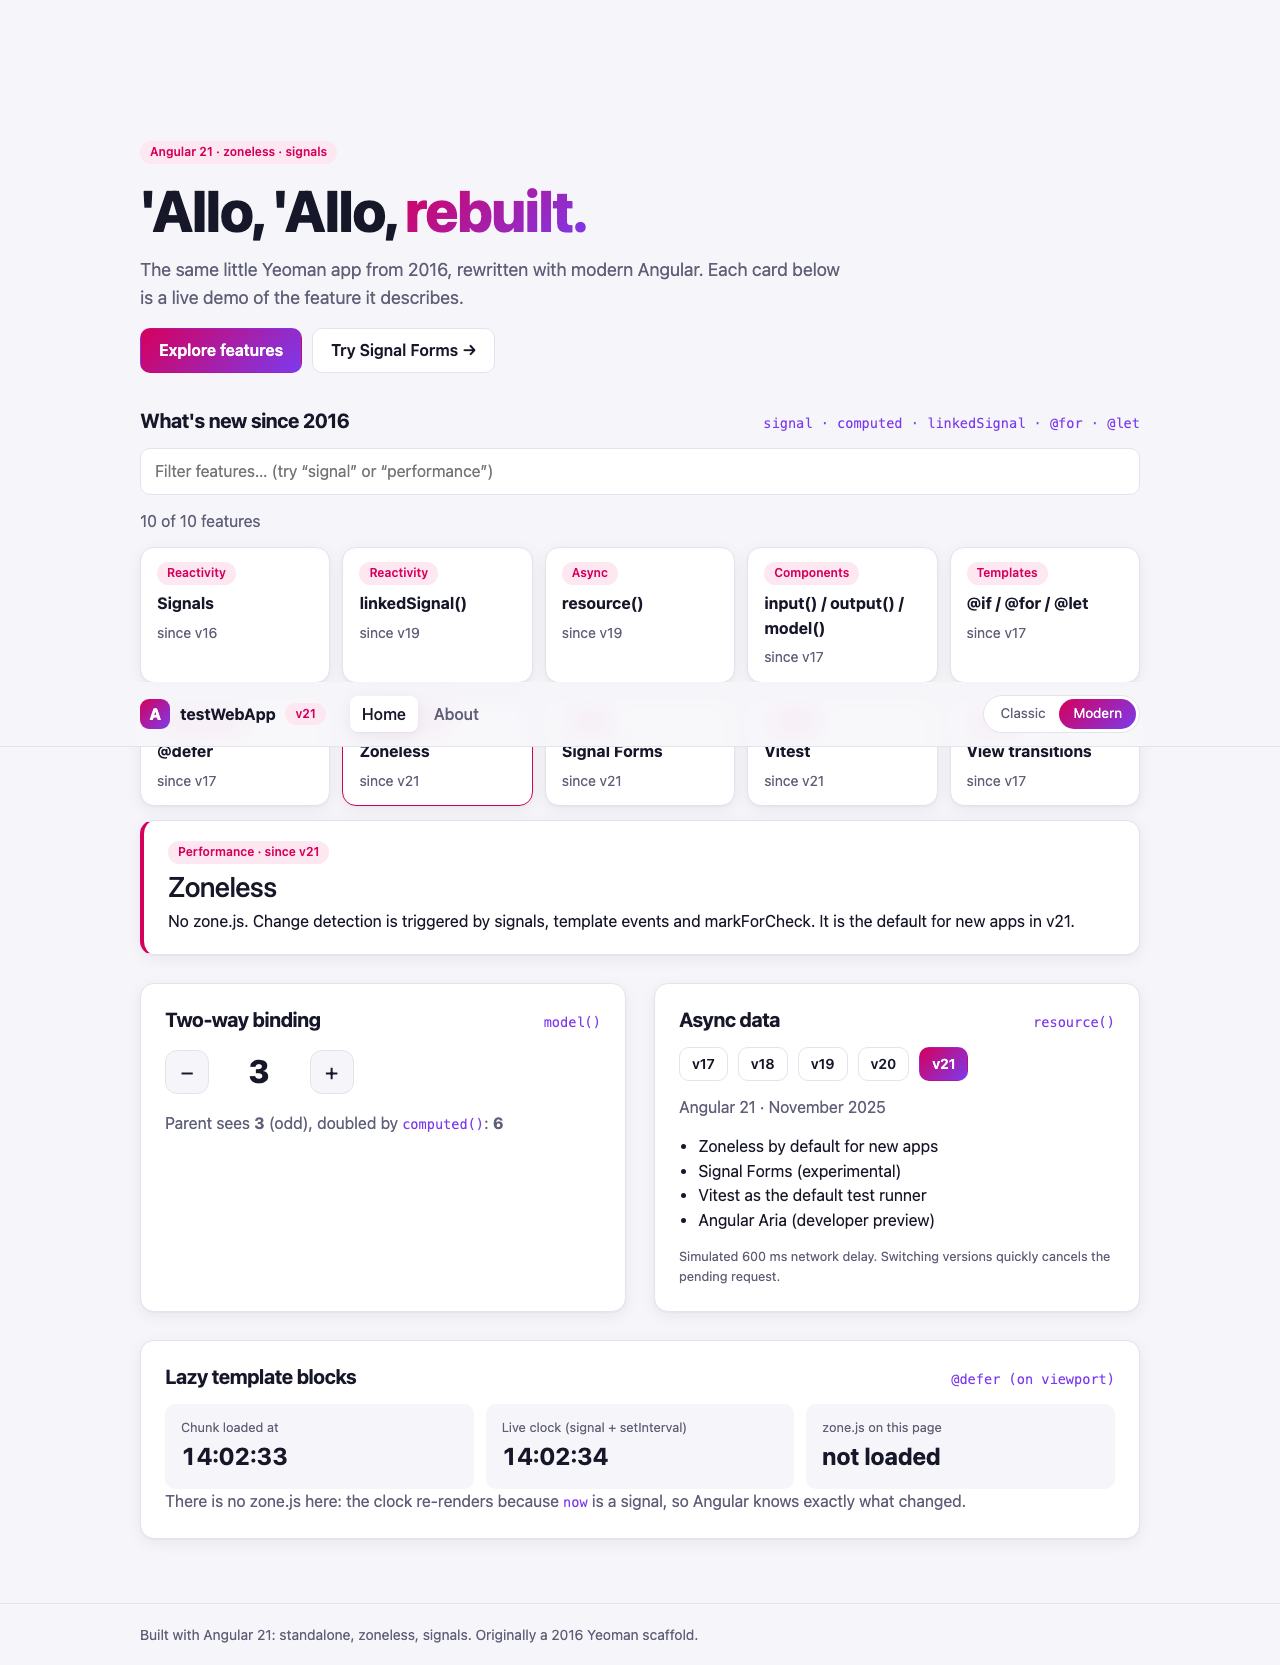 Angular 21 · zoneless · signals
'Allo, 'Allo, rebuilt.
The same little Yeoman app from 2016, rewritten with modern Angular. Each card below
is a live demo of the feature it describes.
Explore features
Try Signal Forms →
What's new since 2016
signal · computed · linkedSignal · @for · @let
Filter features... (try “signal” or “performance”)
10 of 10 features
Reactivity
Signals
since v16
Reactivity
linkedSignal()
since v19
Async
resource()
since v19
Components
input() / output() /
model()
since v17
Templates
@if / @for / @let
since v17
A
testWebApp
v21
Home
About
Classic
Modern
@defer
since v17
Zoneless
since v21
Signal Forms
since v21
Vitest
since v21
View transitions
since v17
Performance · since v21
Zoneless
No zone.js. Change detection is triggered by signals, template events and markForCheck. It is the default for new apps in v21.
Two-way binding
model()
−
3
+
Parent sees 3 (odd), doubled by computed(): 6
Async data
resource()
v17
v18
v19
v20
v21
Angular 21 · November 2025
• Zoneless by default for new apps
• Signal Forms (experimental)
• Vitest as the default test runner
• Angular Aria (developer preview)
Simulated 600 ms network delay. Switching versions quickly cancels the
pending request.
Lazy template blocks
@defer (on viewport)
Chunk loaded at
14:02:33
Live clock (signal + setInterval)
14:02:34
zone.js on this page
not loaded
There is no zone.js here: the clock re-renders because now is a signal, so Angular knows exactly what changed.
Built with Angular 21: standalone, zoneless, signals. Originally a 2016 Yeoman scaffold.